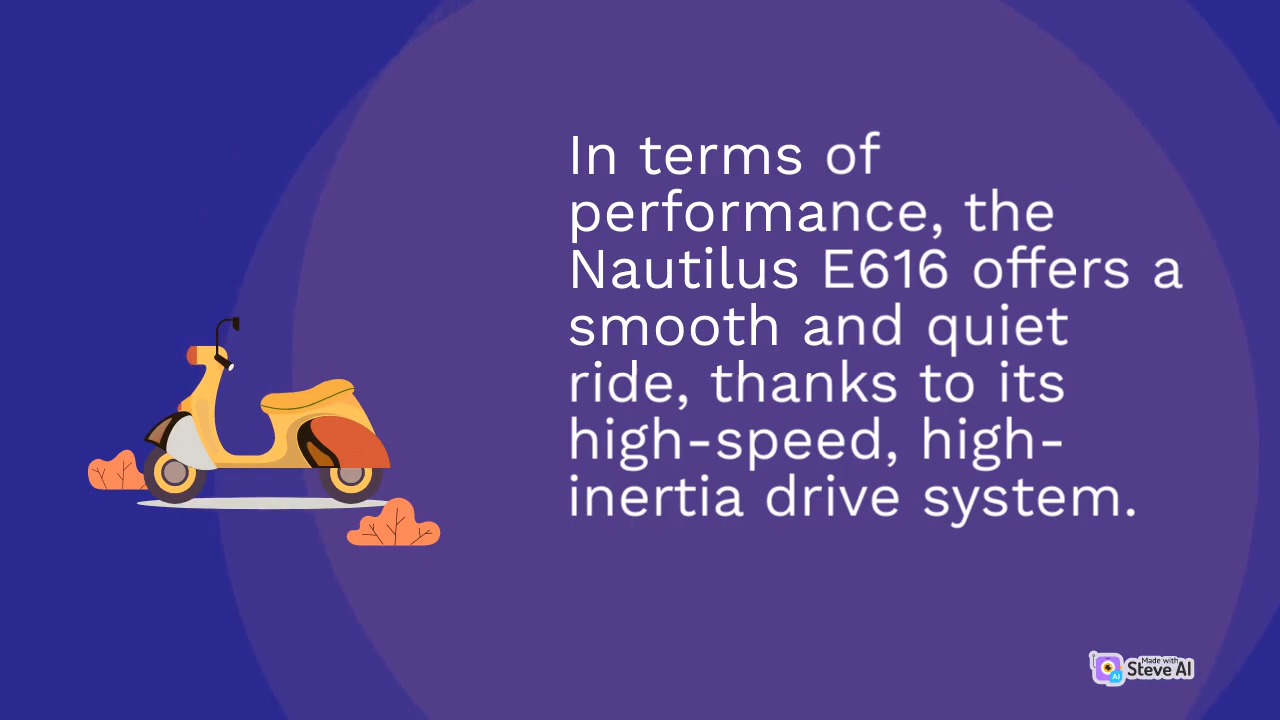 In terms of
performance, the
Nautilus E616 offers a
smooth and quiet
ride, thanks to its
high-speed, high-
inertia drive system.
Made with
Steve AI
AI